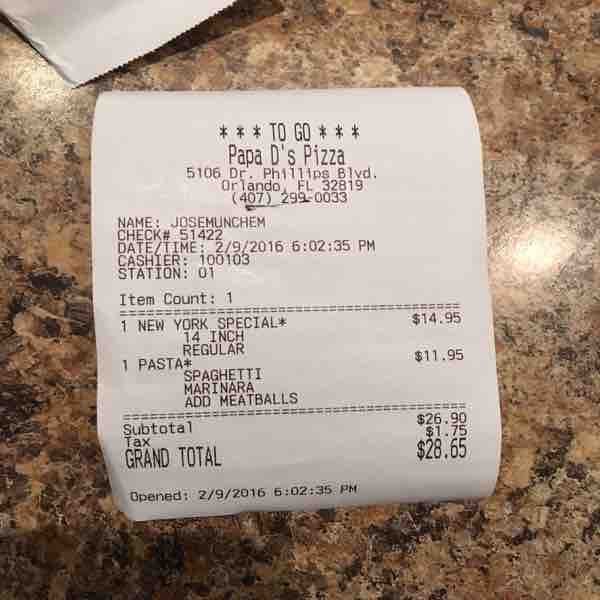 * * * TO GO * * *
Papa D's Pizza
5106 Dr. Phillips Blvd.
Orlando, FL 32819
(407) 299-0033
NAME: JOSEMUNCHEM
CHECK# 51422
DATE/TIME: 2/9/2016 6:02:35 PM
CASHIER: 100103
STATION: 01
Item Count: 1
1 NEW YORK SPECIAL* $14.95
14 INCH
REGULAR
1 PASTA* $11.95
SPAGHETTI
MARINARA
ADD MEATBALLS
Subtotal $26.90
Tax $1.75
GRAND TOTAL $28.65
Opened: 2/9/2016 6:02:35 PM